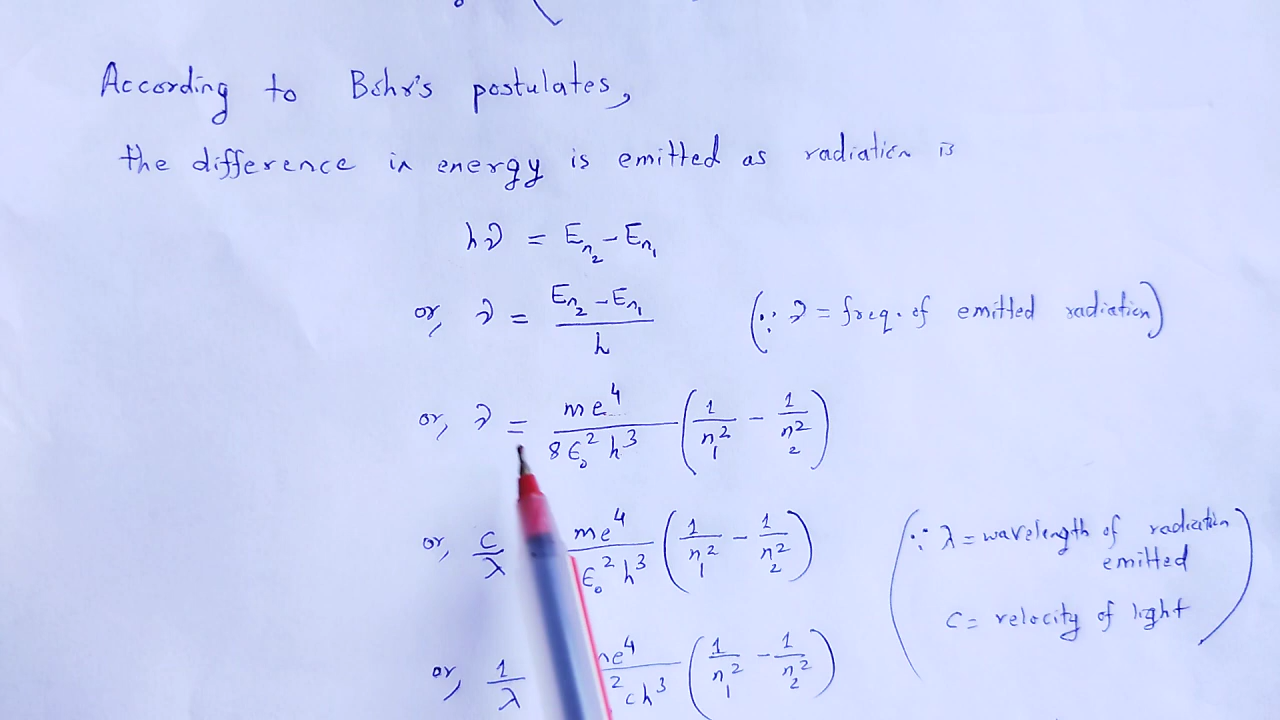 According to Bohr's postulates,
the difference in energy is emitted as radiation is
hν = En₂ - En₁
or, ν = (En₂ - En₁)/h (∵ ν = freq. of emitted radiation)
or, ν = me⁴/(8ϵ₀²h³) (1/n₁² - 1/n₂²)
or, c/λ me⁴/(ϵ₀²h³) (1/n₁² - 1/n₂²) (∵ λ = wavelength of radiation emitted
c = velocity of light)
or, 1/λ me⁴/(²ch³) (1/n₁² - 1/n₂²)